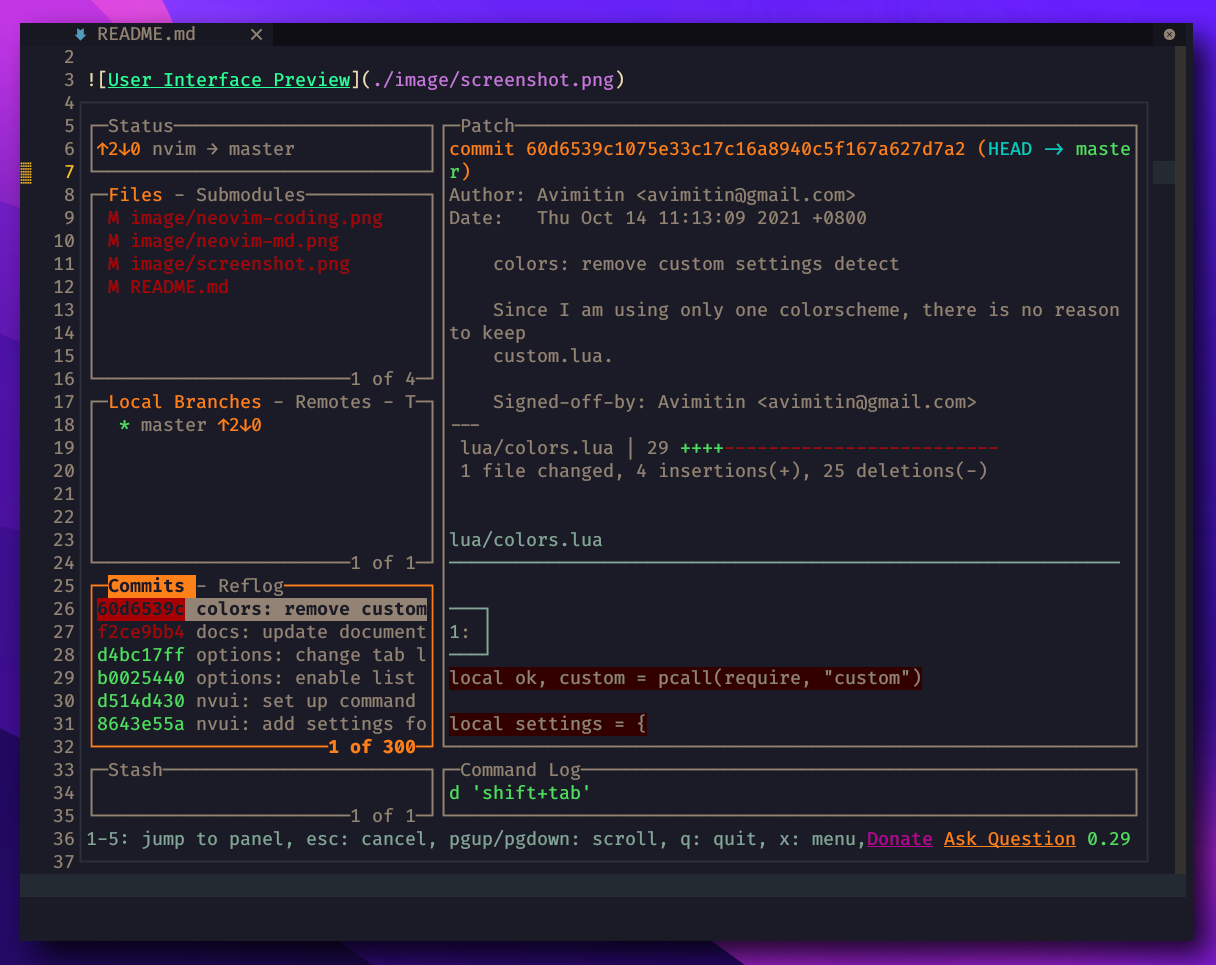 README.md
2
3 ![User Interface Preview](./image/screenshot.png)
4
5
6
7
8
9
10
11
12
13
14
15
16
17
18
19
20
21
22
23
24
25
26
27
28
29
30
31
32
33
34
35
36
37
Status
↑2↓0 nvim → master
Files - Submodules
M image/neovim-coding.png
M image/neovim-md.png
M image/screenshot.png
M README.md
1 of 4
Local Branches - Remotes - T
* master ↑2↓0
1 of 1
Commits - Reflog
60d6539c colors: remove custom
f2ce9bb4 docs: update document
d4bc17ff options: change tab l
b0025440 options: enable list
d514d430 nvui: set up command
8643e55a nvui: add settings fo
1 of 300
Stash
1 of 1
Patch
commit 60d6539c1075e33c17c16a8940c5f167a627d7a2 (HEAD → maste
r)
Author: Avimitin <avimitin@gmail.com>
Date:   Thu Oct 14 11:13:09 2021 +0800
colors: remove custom settings detect
Since I am using only one colorscheme, there is no reason
to keep
custom.lua.
Signed-off-by: Avimitin <avimitin@gmail.com>
---
lua/colors.lua | 29 ++++-------------------------
1 file changed, 4 insertions(+), 25 deletions(-)
lua/colors.lua
1:
local ok, custom = pcall(require, "custom")
local settings = {
Command Log
d 'shift+tab'
1-5: jump to panel, esc: cancel, pgup/pgdown: scroll, q: quit, x: menu,Donate Ask Question 0.29